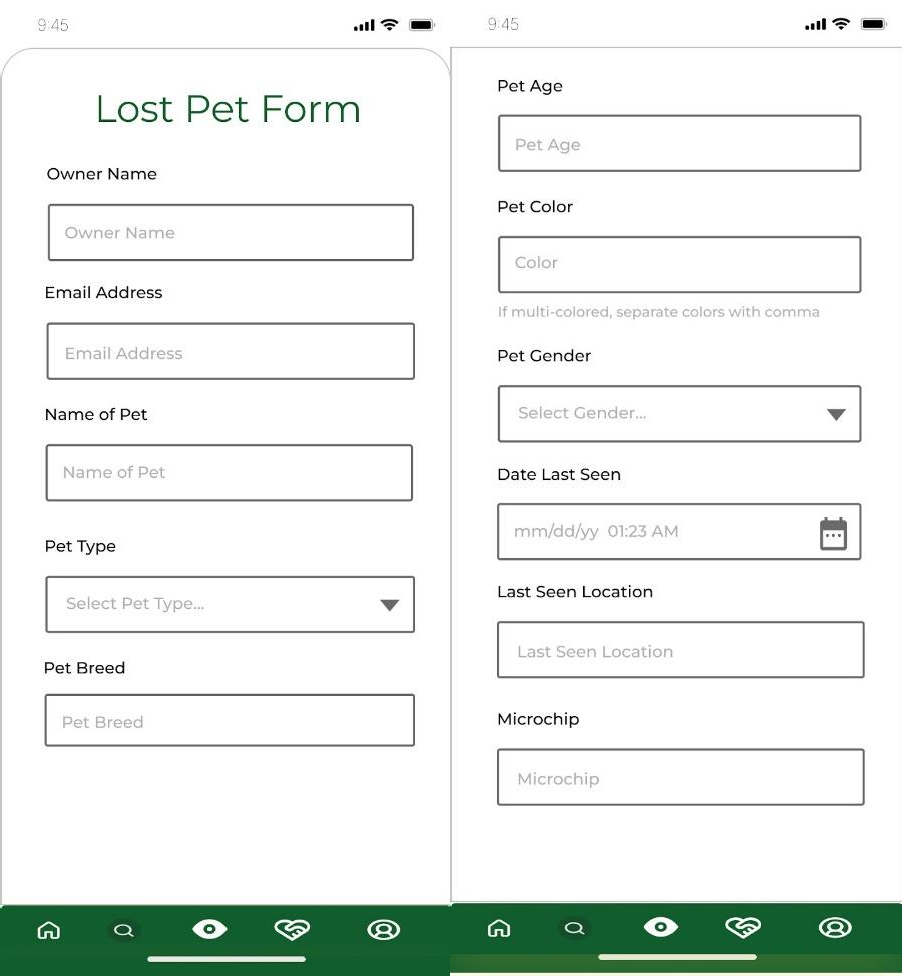 9:45
Lost Pet Form
Owner Name
Owner Name
Email Address
Email Address
Name of Pet
Name of Pet
Pet Type
Select Pet Type...
Pet Breed
Pet Breed
9:45
Pet Age
Pet Age
Pet Color
Color
If multi-colored, separate colors with comma
Pet Gender
Select Gender...
Date Last Seen
mm/dd/yy 01:23 AM
Last Seen Location
Last Seen Location
Microchip
Microchip